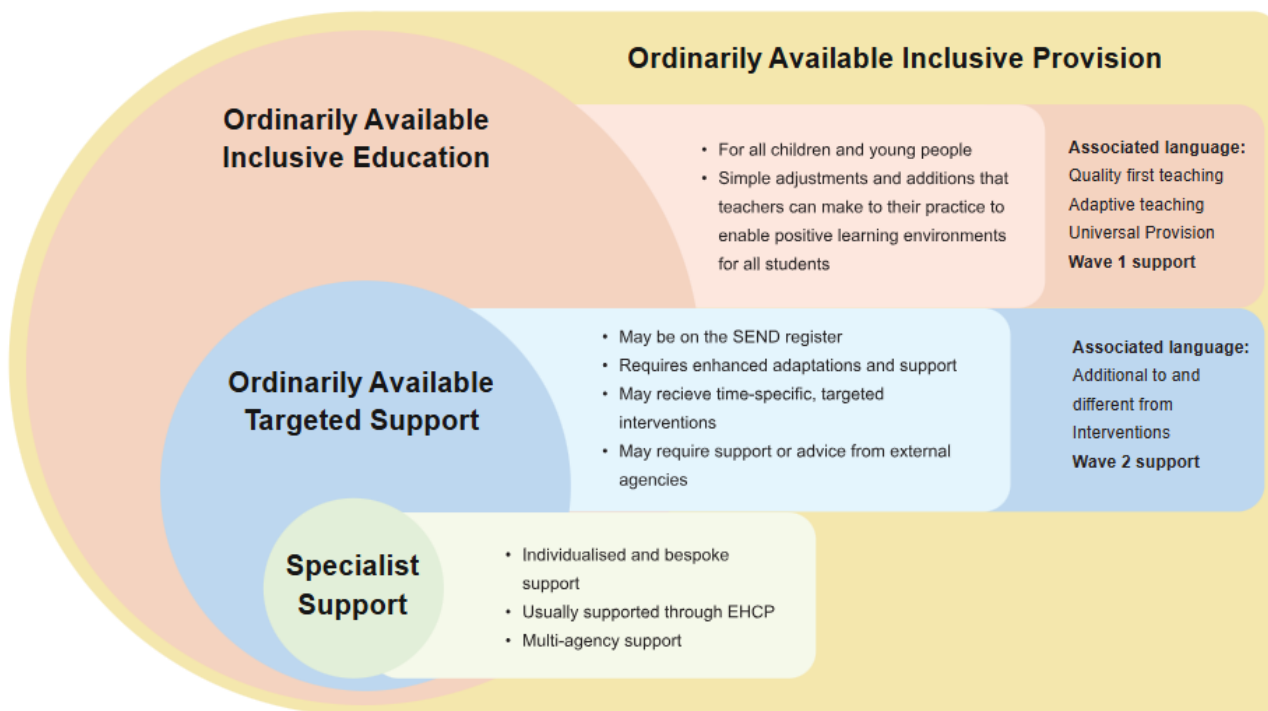 Ordinarily Available Inclusive Provision
Ordinarily Available
Inclusive Education
• For all children and young people
• Simple adjustments and additions that
teachers can make to their practice to
enable positive learning environments
for all students
Associated language:
Quality first teaching
Adaptive teaching
Universal Provision
Wave 1 support
Ordinarily Available
Targeted Support
• May be on the SEND register
• Requires enhanced adaptations and support
• May recieve time-specific, targeted
interventions
• May require support or advice from external
agencies
Associated language:
Additional to and
different from
Interventions
Wave 2 support
Specialist
Support
• Individualised and bespoke
support
• Usually supported through EHCP
• Multi-agency support